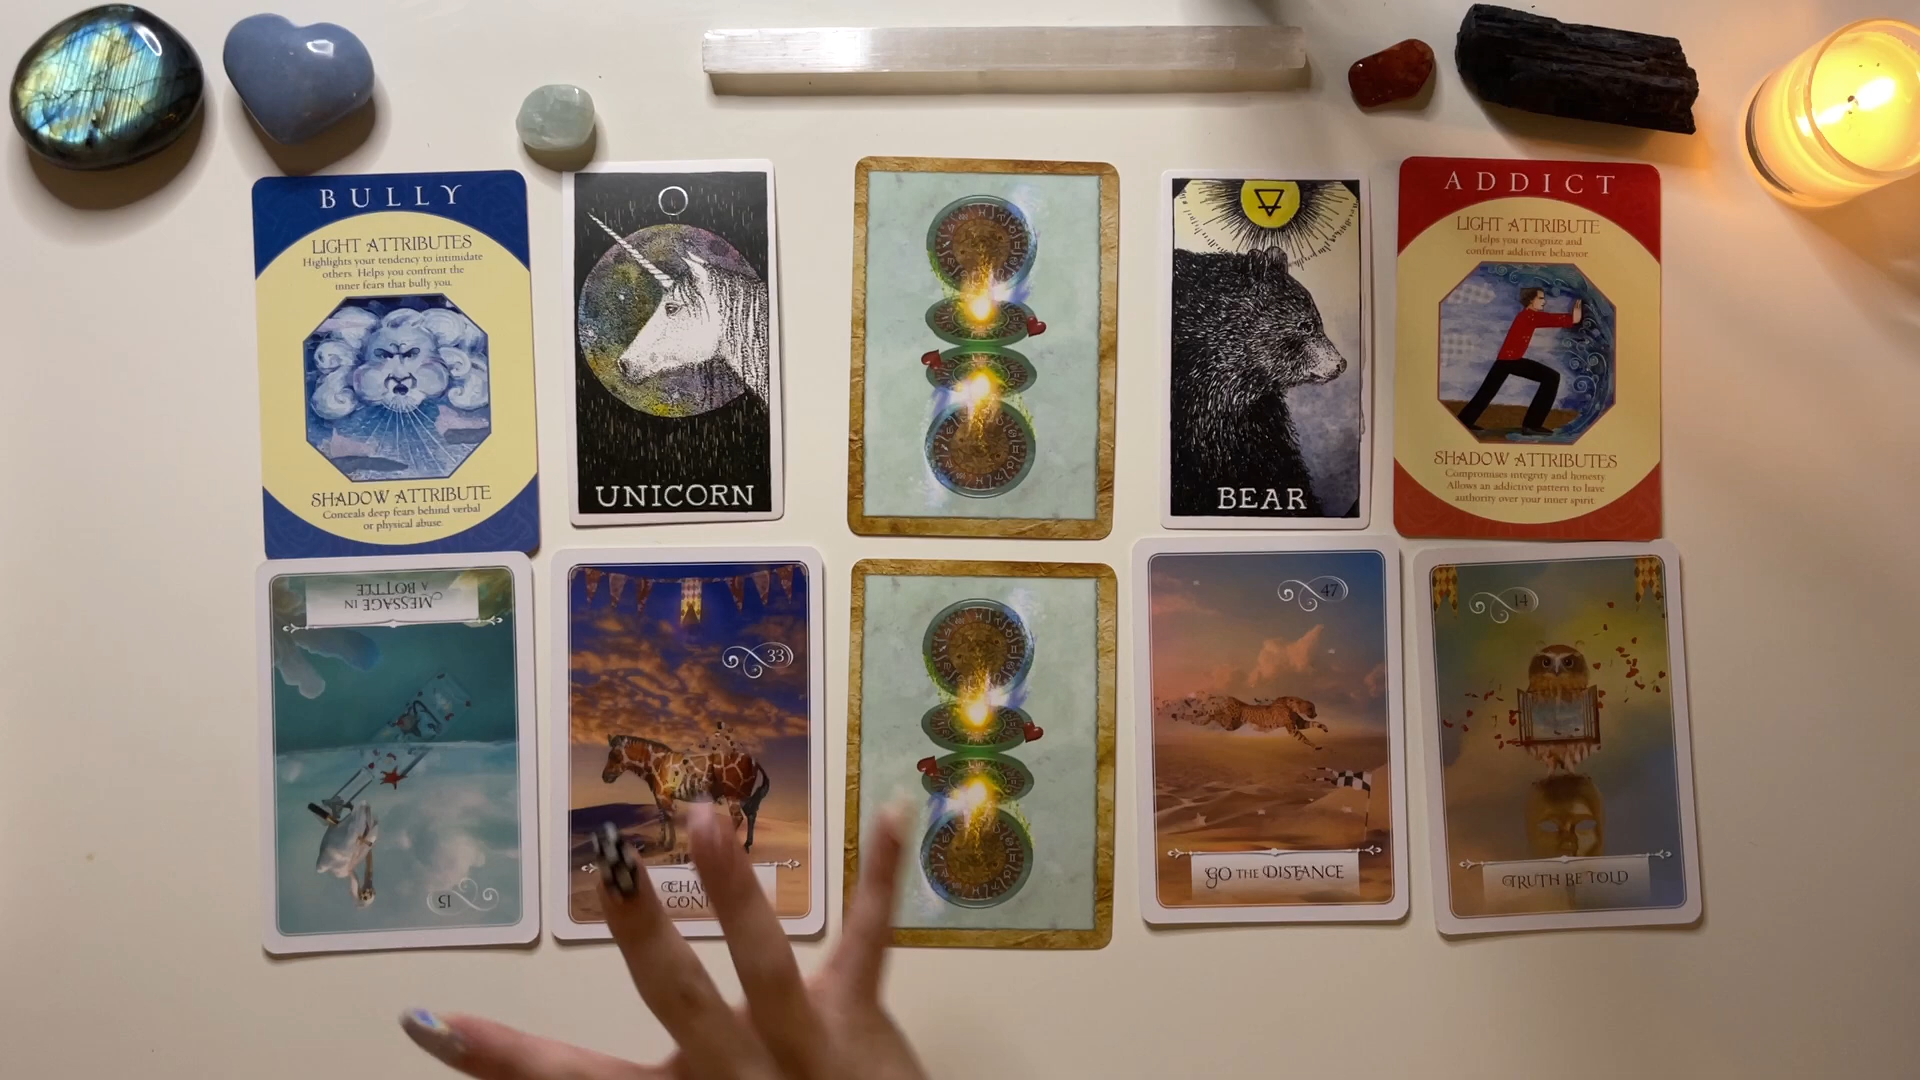 BULLY
LIGHT ATTRIBUTES
Highlights your tendency to intimidate
others. Helps you confront the
inner fears that bully you.
SHADOW ATTRIBUTE
Conceals deep fears behind verbal
or physical abuse.
UNICORN
BEAR
ADDICT
LIGHT ATTRIBUTE
Helps you recognize and
confront addictive behavior.
SHADOW ATTRIBUTES
Compromises integrity and honesty.
Allows an addictive pattern to have
authority over your inner spirit.
MESSAGE IN
A BOTTLE
15
33
47
GO THE DISTANCE
14
TRUTH BE TOLD